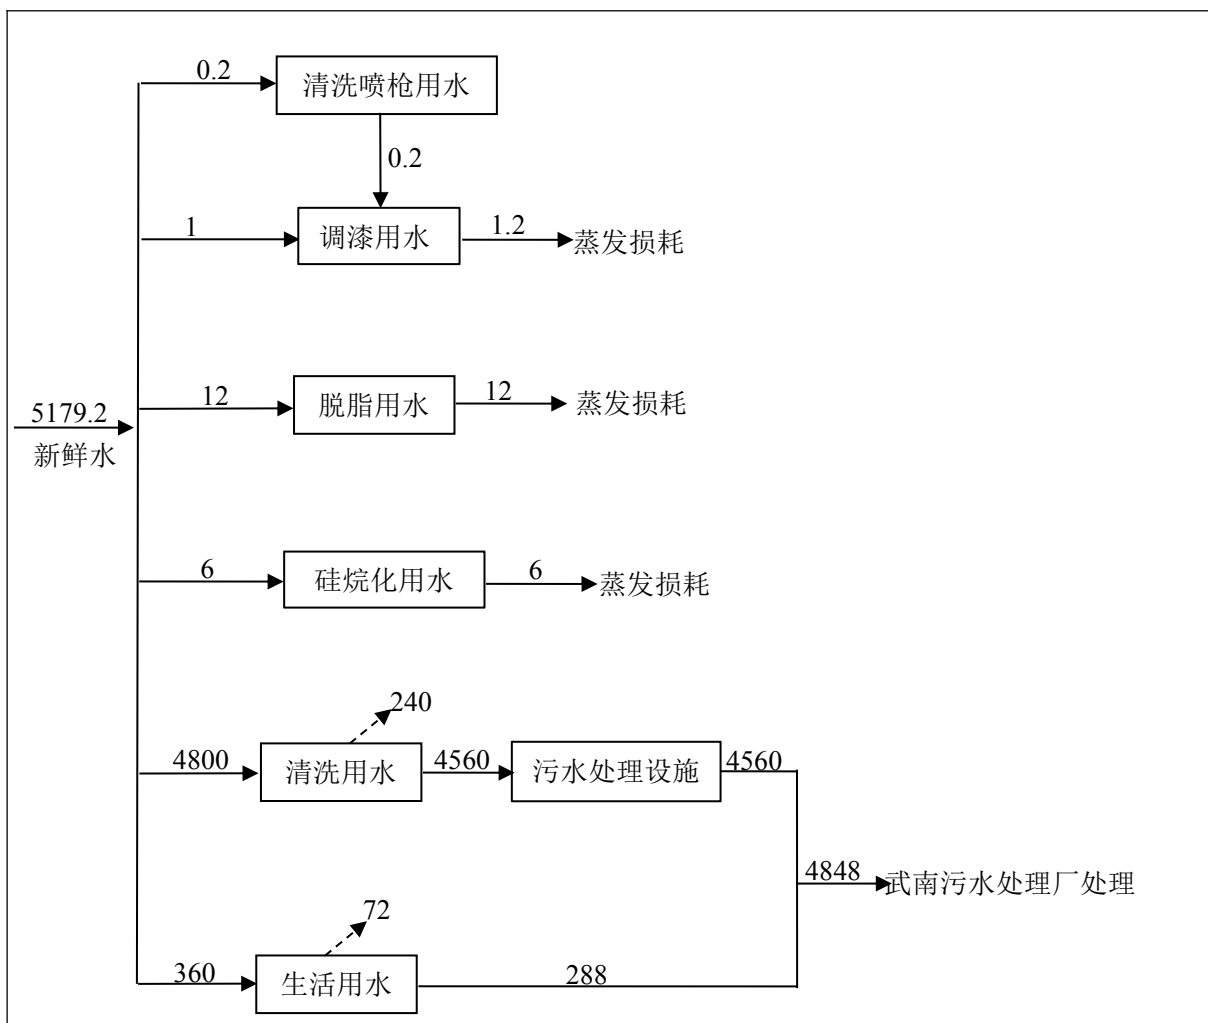 0.2
清洗喷枪用水
0.2
1
调漆用水
1.2
蒸发损耗
12
脱脂用水
12
蒸发损耗
5179.2
新鲜水
6
硅烷化用水
6
蒸发损耗
240
4800
清洗用水
4560
污水处理设施
4560
4848
武南污水处理厂处理
72
360
生活用水
288